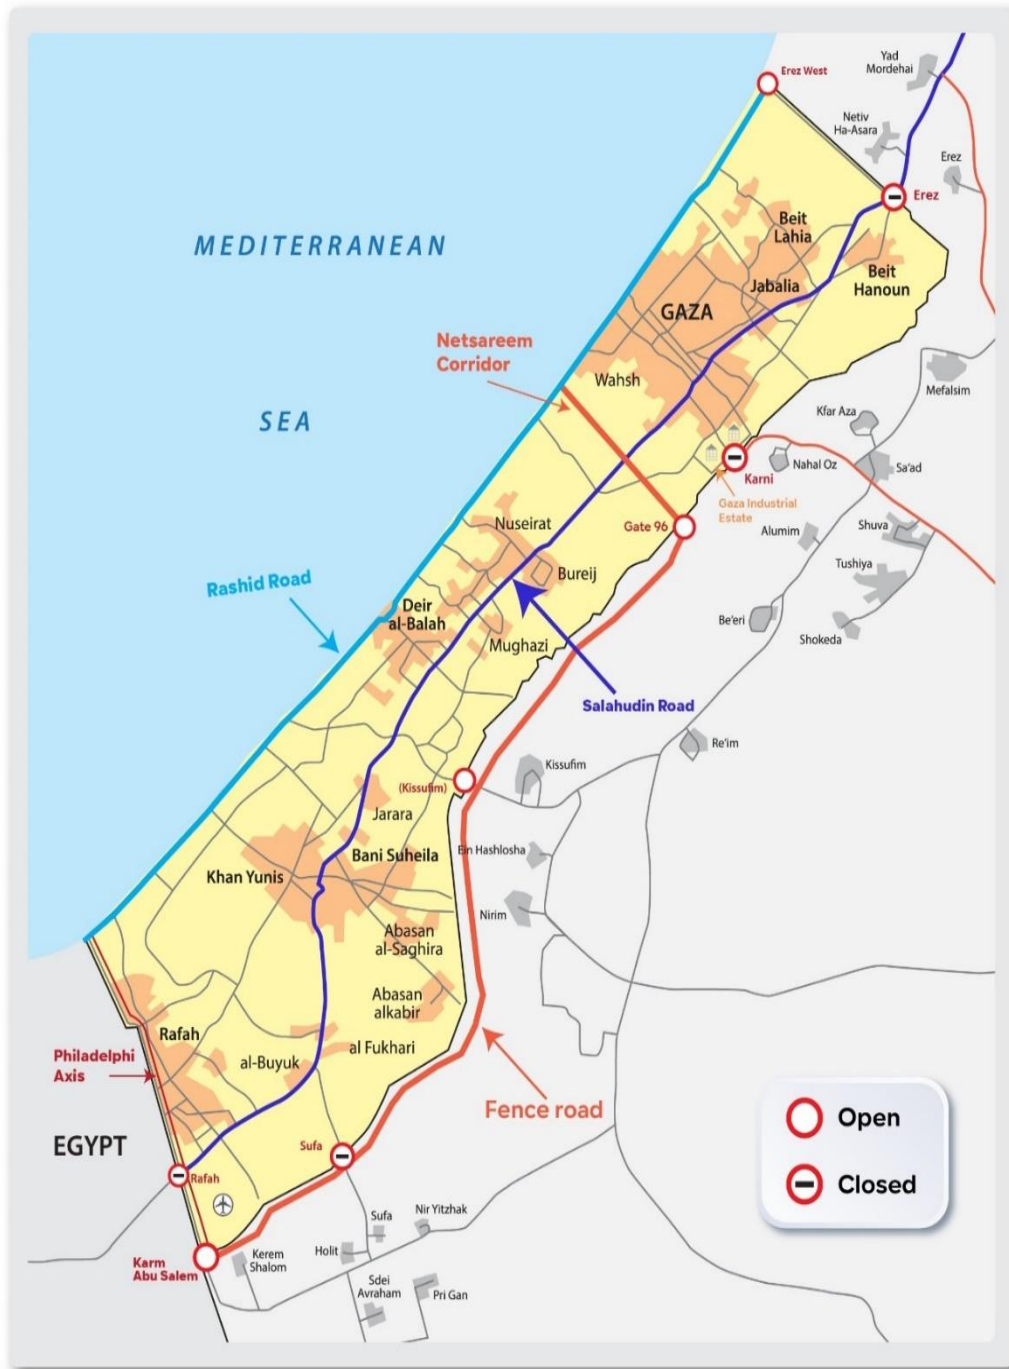 Erez West
Yad
Mordehai
Netiv
Ha-Asara
Erez
Erez
MEDITERRANEAN
SEA
Beit
Lahia
Beit
Hanoun
Jabalia
GAZA
Netsareem
Corridor
Wahsh
Mefalsim
Kfar Aza
Nahal Oz
Sa'ad
Karni
Gaza Industrial
Estate
Gate 96
Alumim
Shuva
Tushiya
Nuseirat
Bureij
Rashid Road
Deir
al-Balah
Mughazi
Be'eri
Shokeda
Salahudin Road
Re'im
Kissufim
(Kissufim)
Jarara
Bani Suheila
Ein Hashlosha
Khan Yunis
Nirim
Abasan
al-Saghira
Abasan
alkabir
Rafah
al-Buyuk
al Fukhari
Philadelphi
Axis
Fence road
EGYPT
Open
Closed
Sufa
Rafah
Sufa
Nir Yitzhak
Karm
Abu Salem
Kerem
Shalom
Holit
Sdei
Avraham
Pri Gan